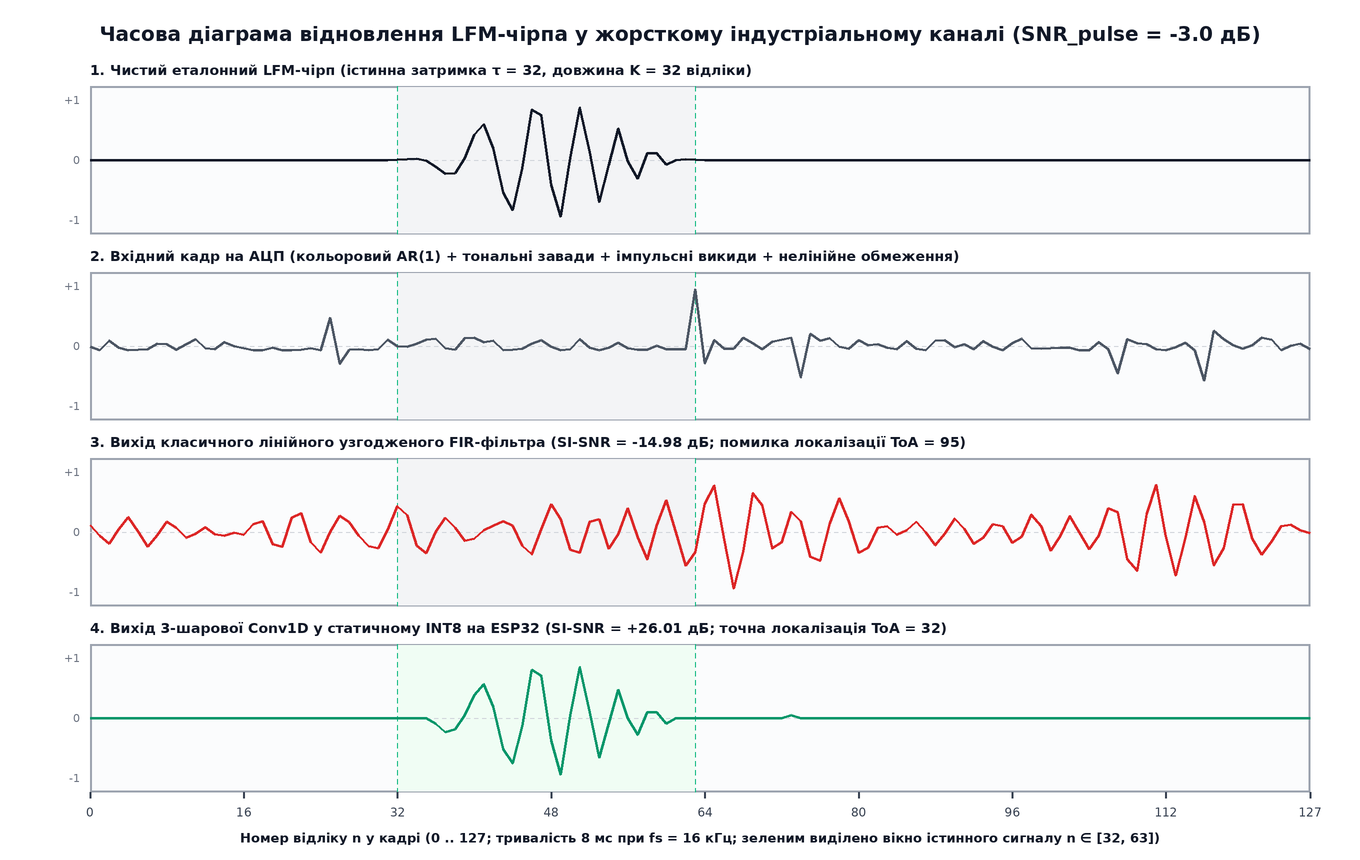 Часова діаграма відновлення LFM-чірпа у жорсткому індустріальному каналі (SNR_pulse = -3.0 дБ)
1. Чистий еталонний LFM-чірп (істинна затримка τ = 32, довжина K = 32 відліки)
+1
0
-1
2. Вхідний кадр на АЦП (кольоровий AR(1) + тональні завади + імпульсні викиди + нелінійне обмеження)
+1
0
-1
3. Вихід класичного лінійного узгодженого FIR-фільтра (SI-SNR = -14.98 дБ; помилка локалізації ToA = 95)
+1
0
-1
4. Вихід 3-шарової Conv1D у статичному INT8 на ESP32 (SI-SNR = +26.01 дБ; точна локалізація ToA = 32)
+1
0
-1
0 16 32 48 64 80 96 112 127
Номер відліку n у кадрі (0 .. 127; тривалість 8 мс при fs = 16 кГц; зеленим виділено вікно істинного сигналу n ∈ [32, 63])